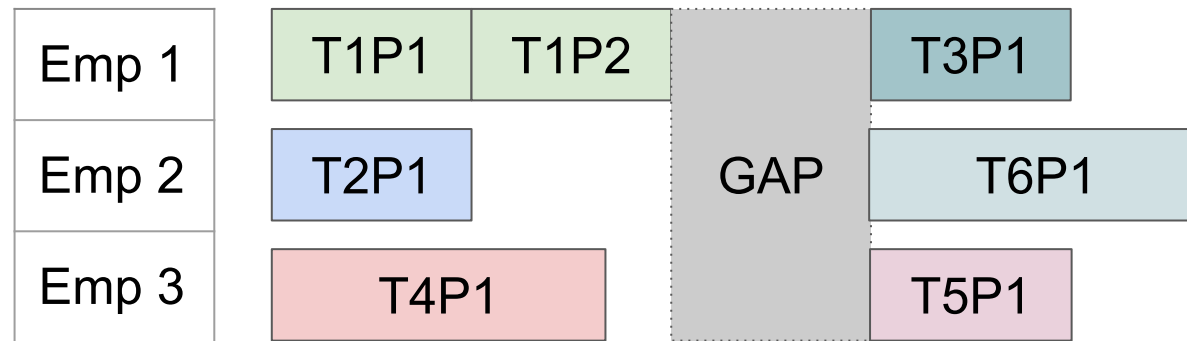 Emp 1 T1P1 T1P2 T3P1
Emp 2 T2P1 GAP T6P1
Emp 3 T4P1 T5P1